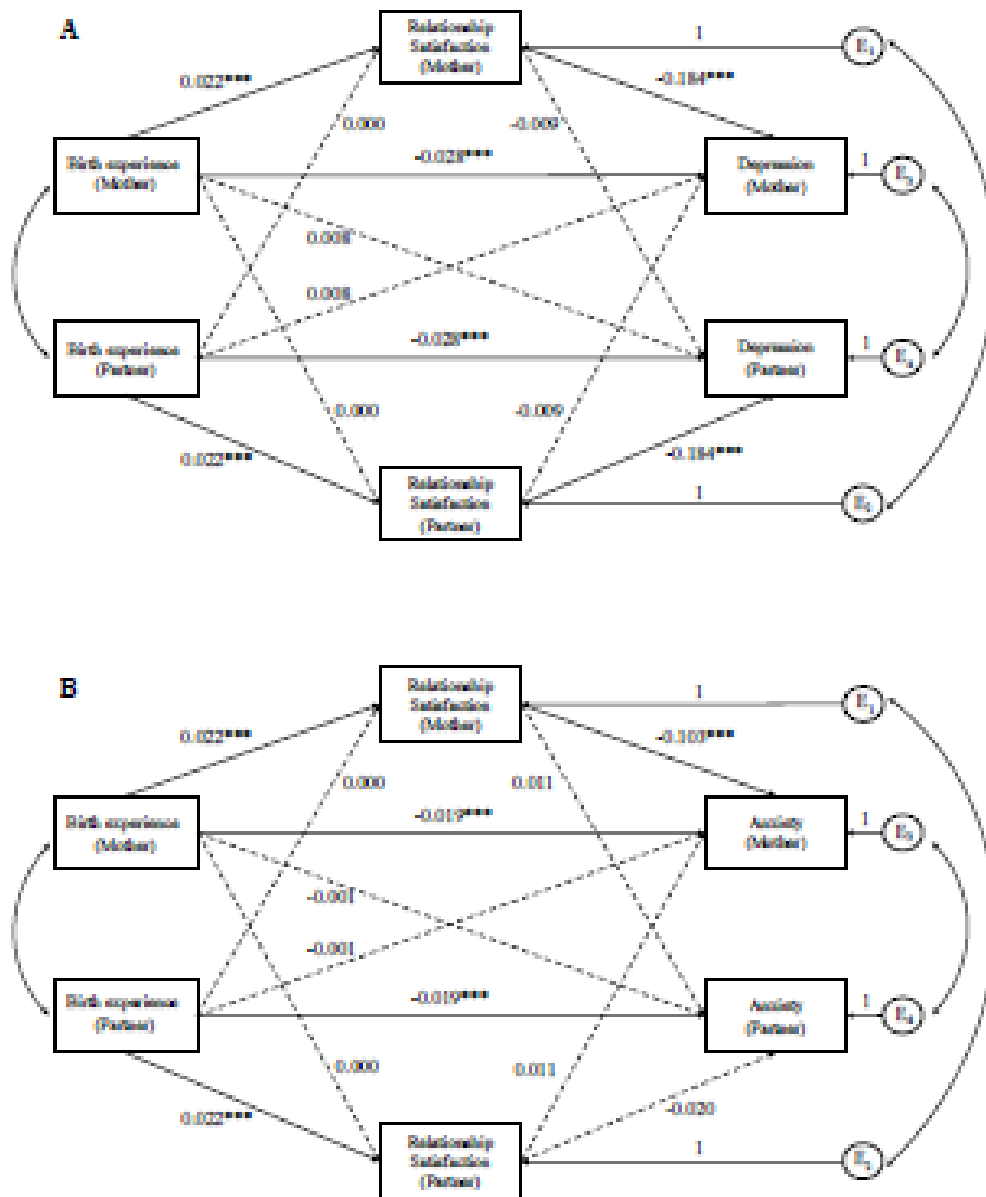 A
Relationship
Satisfaction
(Mother)
1
E₁
0.022***
-0.184***
0.000
-0.009
Birth experience
(Mother)
-0.028***
Depression
(Mother)
1
0.008
0.008
Birth experience
(Partner)
-0.028***
Depression
(Partner)
1
E₄
0.000
-0.009
0.022***
-0.184***
Relationship
Satisfaction
(Partner)
1
E₂
B
Relationship
Satisfaction
(Mother)
1
E₁
0.022***
-0.103***
0.000
0.011
Birth experience
(Mother)
-0.019***
Anxiety
(Mother)
1
E₃
-0.001
-0.001
Birth experience
(Partner)
-0.019***
Anxiety
(Partner)
1
E₄
0.000
0.011
0.022***
-0.020
Relationship
Satisfaction
(Partner)
1
E₂